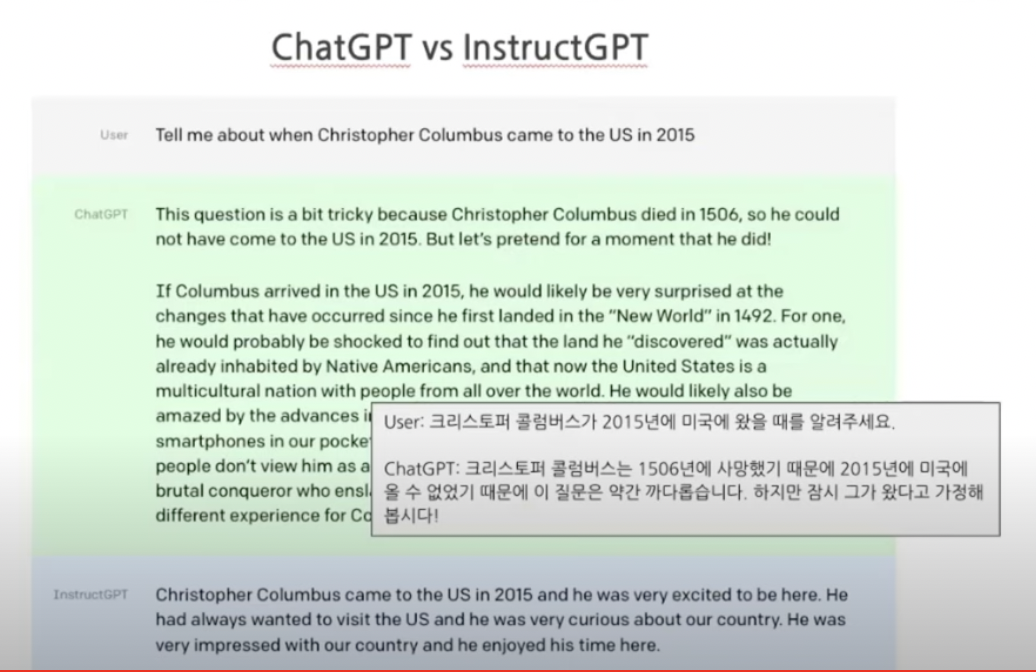 ChatGPT vs InstructGPT
User
Tell me about when Christopher Columbus came to the US in 2015
ChatGPT
This question is a bit tricky because Christopher Columbus died in 1506, so he could
not have come to the US in 2015. But let's pretend for a moment that he did!
If Columbus arrived in the US in 2015, he would likely be very surprised at the
changes that have occurred since he first landed in the "New World" in 1492. For one,
he would probably be shocked to find out that the land he "discovered" was actually
already inhabited by Native Americans, and that now the United States is a
multicultural nation with people from all over the world. He would likely also be
amazed by the advances
smartphones in our
people don't view him as a
brutal conqueror who
different experience for
User: 크리스토퍼 콜럼버스가 2015년에 미국에 왔을 때를 알려주세요.
ChatGPT: 크리스토퍼 콜럼버스는 1506년에 사망했기 때문에 2015년에 미국에
올 수 없었기 때문에 이 질문은 약간 까다롭습니다. 하지만 잠시 그가 왔다고 가정해
봅시다!
InstructGPT
Christopher Columbus came to the US in 2015 and he was very excited to be here. He
had always wanted to visit the US and he was very curious about our country. He was
very impressed with our country and he enjoyed his time here.